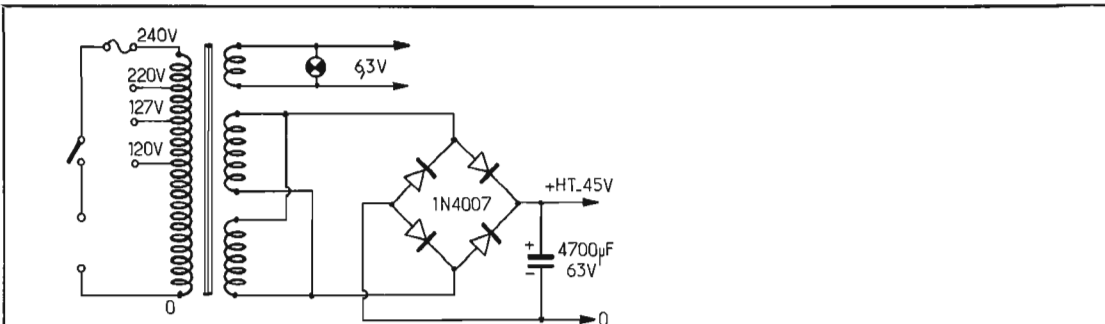 240V
220V
127V
120V
0
6,3V
1N4007
+HT_45V
+
4700µF
63V
-
0